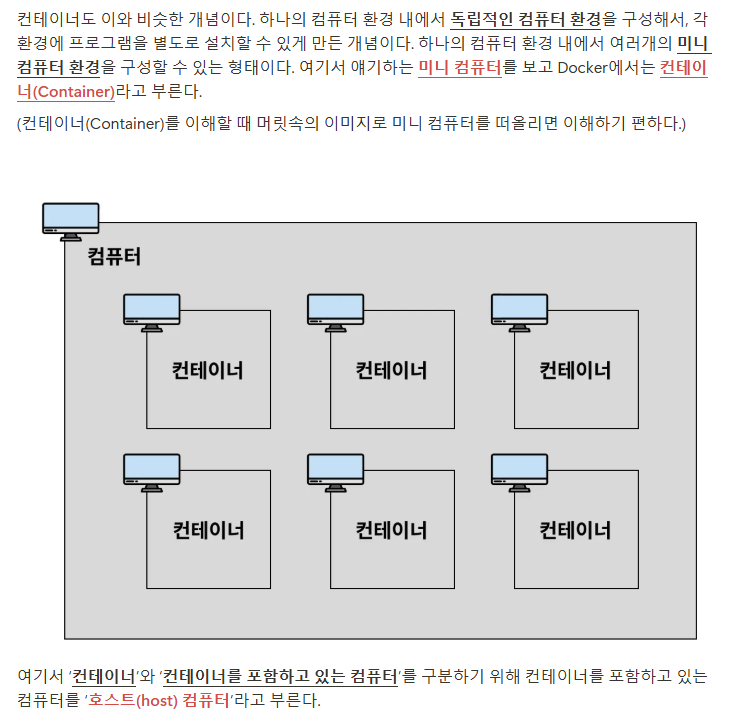 컨테이너도 이와 비슷한 개념이다. 하나의 컴퓨터 환경 내에서 독립적인 컴퓨터 환경을 구성해서, 각
환경에 프로그램을 별도로 설치할 수 있게 만든 개념이다. 하나의 컴퓨터 환경 내에서 여러개의 미니
컴퓨터 환경을 구성할 수 있는 형태이다. 여기서 얘기하는 미니 컴퓨터를 보고 Docker에서는 컨테이
너(Container)라고 부른다.
(컨테이너(Container)를 이해할 때 머릿속의 이미지로 미니 컴퓨터를 떠올리면 이해하기 편하다.)
컴퓨터
컨테이너
컨테이너
컨테이너
컨테이너
컨테이너
컨테이너
여기서 ‘컨테이너’와 ‘컨테이너를 포함하고 있는 컴퓨터’를 구분하기 위해 컨테이너를 포함하고 있는
컴퓨터를 ‘호스트(host) 컴퓨터’라고 부른다.